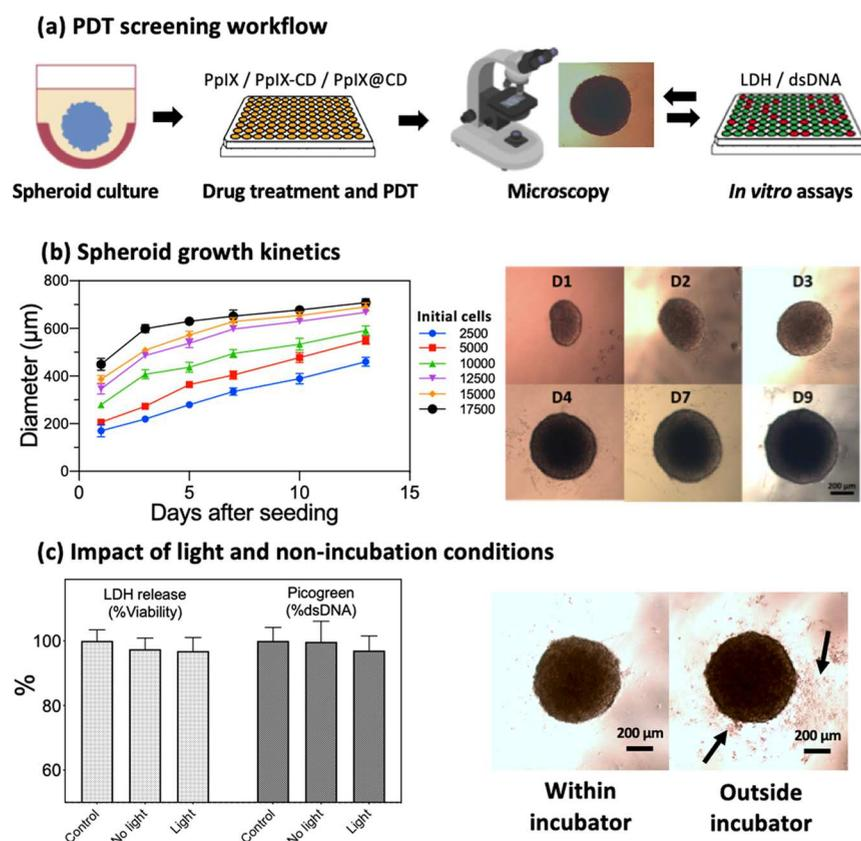 (a) PDT screening workflow
PpIX / PpIX-CD / PpIX@CD
LDH / dsDNA
Spheroid culture
Drug treatment and PDT
Microscopy
In vitro assays
(b) Spheroid growth kinetics
800
600
400
200
0
Diameter (μm)
0
5
10
15
Days after seeding
Initial cells
2500
5000
10000
12500
15000
17500
D1
D2
D3
D4
D7
D9
200 μm
(c) Impact of light and non-incubation conditions
LDH release
(%Viability)
Picogreen
(%dsDNA)
100
80
60
%
Control
No light
Light
Control
No light
Light
200 μm
200 μm
Within
incubator
Outside
incubator